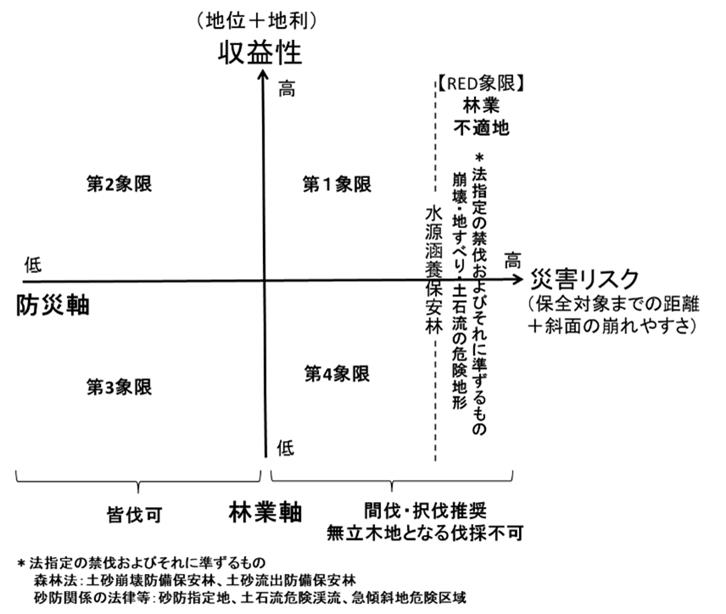 （地位＋地利）
収益性
高
【RED象限】
林業
不適地
第2象限
第１象限
＊法指定の禁伐およびそれに準ずるもの
崩壊・地すべり・土石流の危険地形
水源涵養保安林
低
高
災害リスク
防災軸
（保全対象までの距離
＋斜面の崩れやすさ）
第3象限
第4象限
低
皆伐可
林業軸
間伐・択伐推奨
無立木地となる伐採不可
＊法指定の禁伐およびそれに準ずるもの
森林法：土砂崩壊防備保安林、土砂流出防備保安林
砂防関係の法律等：砂防指定地、土石流危険渓流、急傾斜地危険区域